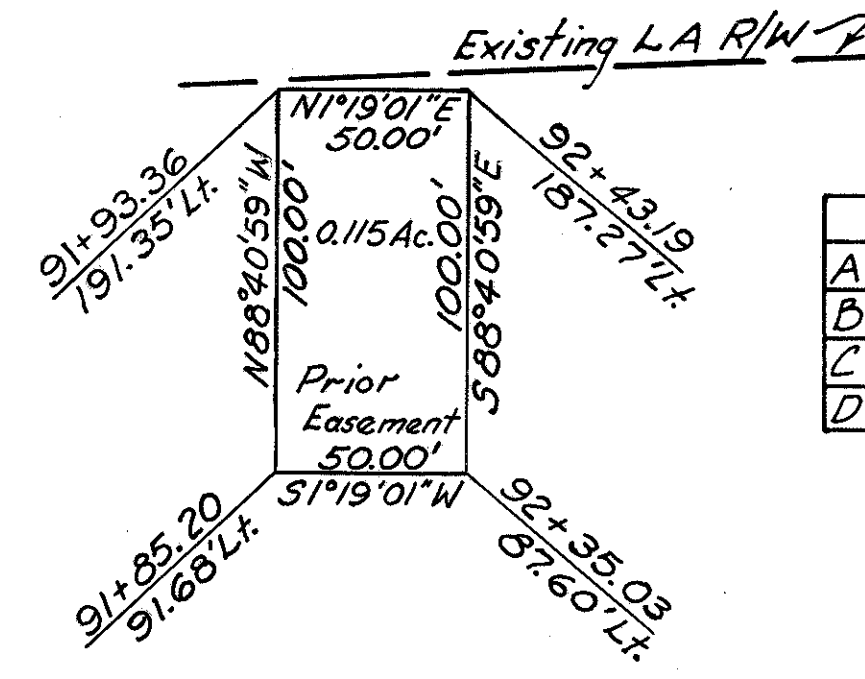 Existing LA R/W
N1°19'01"E
50.00'
91+93.36
191.35'Lt.
92+43.19
187.27'Lt.
N88°40'59"W
100.00'
0.115 Ac.
100.00'
S88°40'59"E
Prior
Easement
50.00'
S1°19'01"W
91+85.20
91.68'Lt.
92+35.03
87.60'Lt.
A
B
C
D